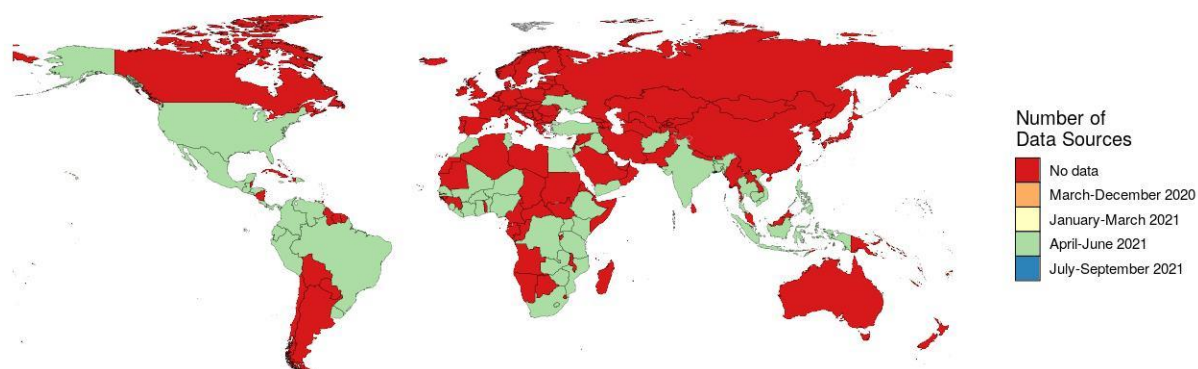 Number of
Data Sources
No data
March-December 2020
January-March 2021
April-June 2021
July-September 2021